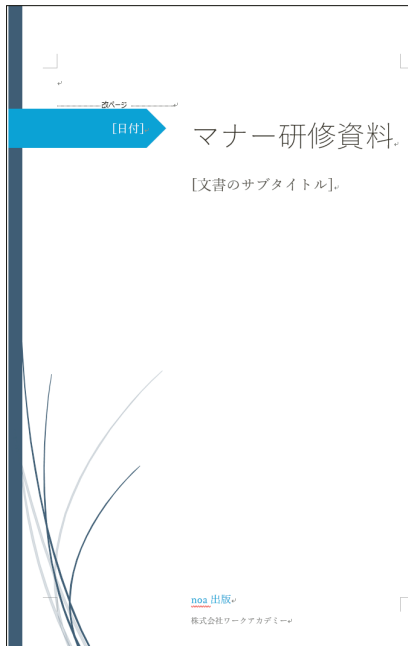 改ページ
[日付]
マナー研修資料
[文書のサブタイトル]
noa 出版
株式会社ワークアカデミー